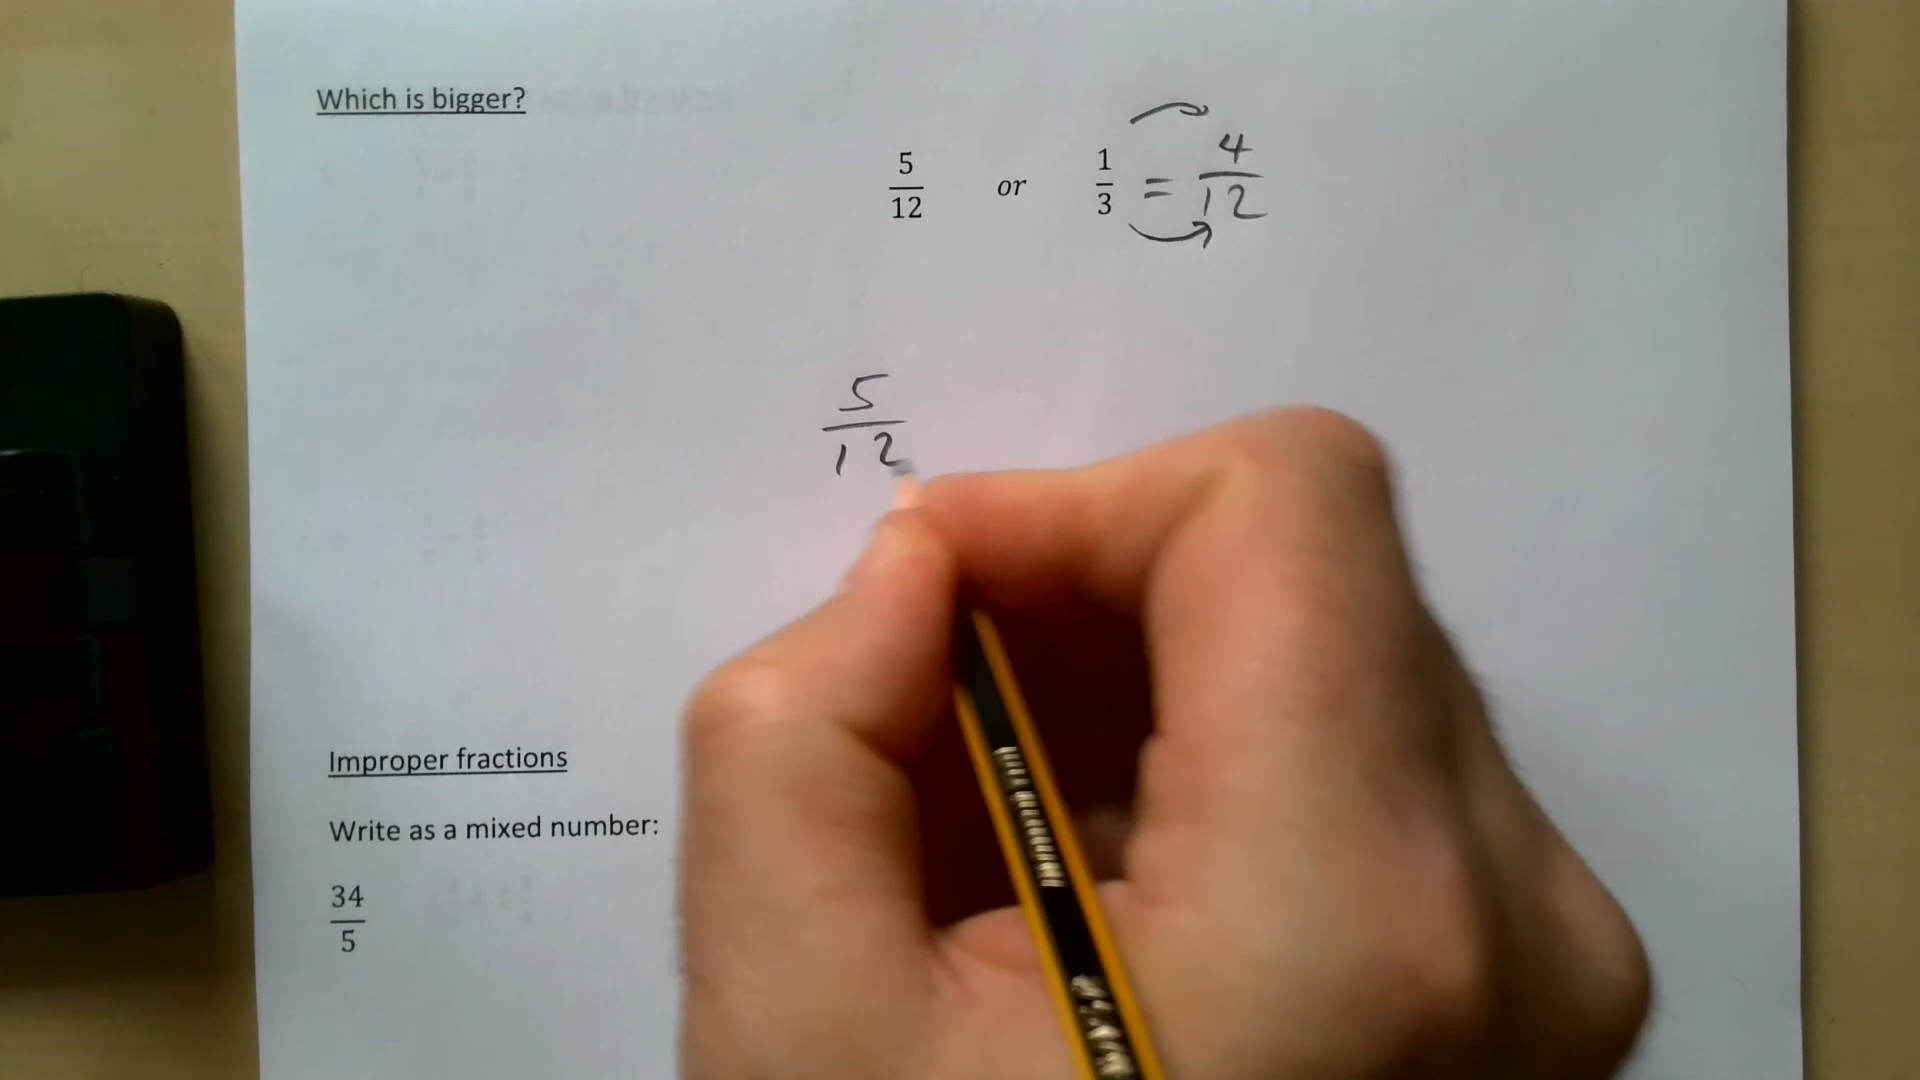 Which is bigger?
5/12 or 1/3 = 4/12
5/12
Improper fractions
Write as a mixed number:
34/5